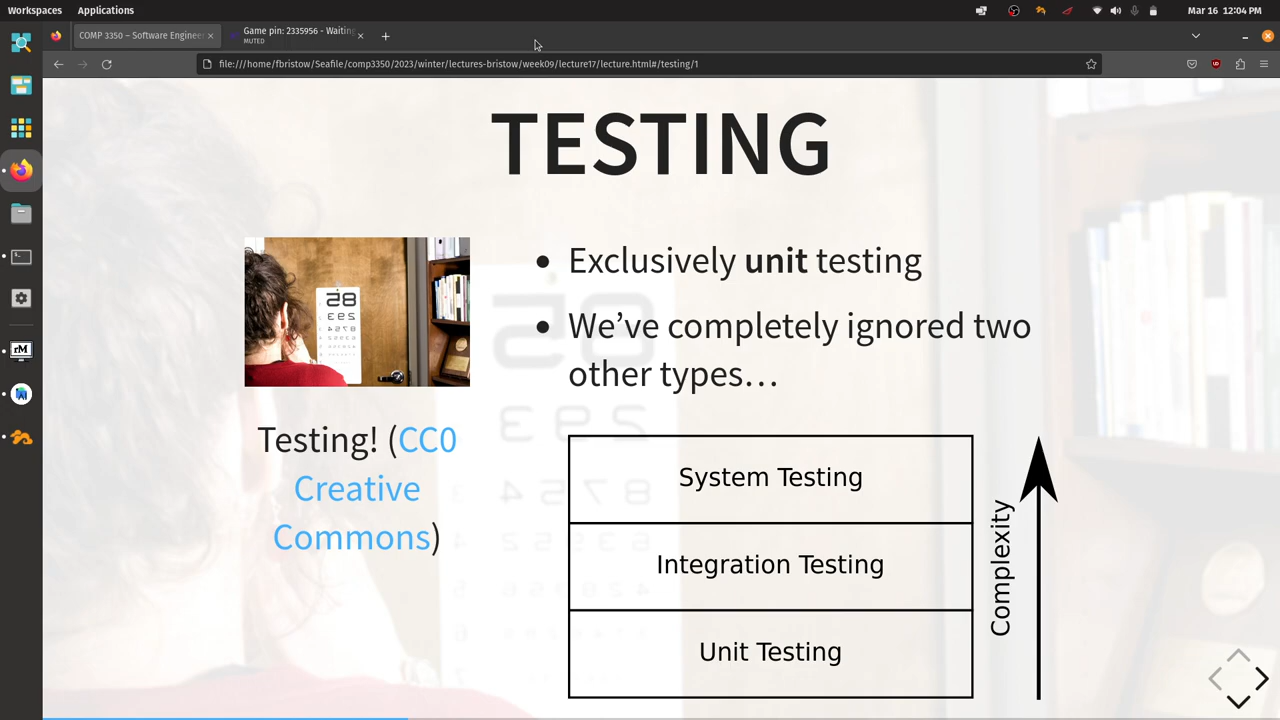 Workspaces Applications
Mar 16 12:04 PM
COMP 3350 – Software Enginee
Game pin: 2335956 - Waiting
MUTED
file:///home/fbristow/Seafile/comp3350/2023/winter/lectures-bristow/week09/lecture17/lecture.html#/testing/1
TESTING
• Exclusively unit testing
• We’ve completely ignored two
other types…
Testing! (CC0
Creative
Commons)
System Testing
Integration Testing
Unit Testing
Complexity